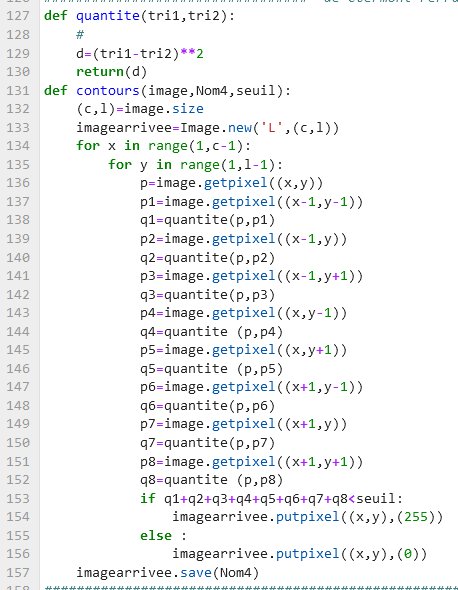 127 def quantite(tri1,tri2):
128     #
129     d=(tri1-tri2)**2
130     return(d)
131 def contours(image,Nom4,seuil):
132     (c,l)=image.size
133     imagearrivee=Image.new('L',(c,l))
134     for x in range(1,c-1):
135         for y in range(1,l-1):
136             p=image.getpixel((x,y))
137             p1=image.getpixel((x-1,y-1))
138             q1=quantite(p,p1)
139             p2=image.getpixel((x-1,y))
140             q2=quantite(p,p2)
141             p3=image.getpixel((x-1,y+1))
142             q3=quantite(p,p3)
143             p4=image.getpixel((x,y-1))
144             q4=quantite (p,p4)
145             p5=image.getpixel((x,y+1))
146             q5=quantite (p,p5)
147             p6=image.getpixel((x+1,y-1))
148             q6=quantite(p,p6)
149             p7=image.getpixel((x+1,y))
150             q7=quantite(p,p7)
151             p8=image.getpixel((x+1,y+1))
152             q8=quantite (p,p8)
153             if q1+q2+q3+q4+q5+q6+q7+q8<seuil:
154                 imagearrivee.putpixel((x,y),(255))
155             else :
156                 imagearrivee.putpixel((x,y),(0))
157     imagearrivee.save(Nom4)